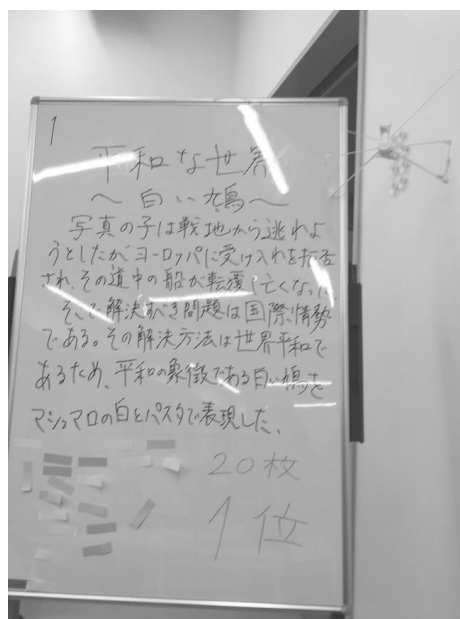 1
平和な世界
～白い鳩～
写真の子は戦地から逃れよ
うとしたがヨーロッパに受け入れを拒否
され、その道中の船が転覆し亡くなった。
そこで解決すべき問題は国際情勢
である。その解決方法は世界平和で
あるため、平和の象徴である白い鳩を
マシュマロの白とパスタで表現した。
20枚
1位